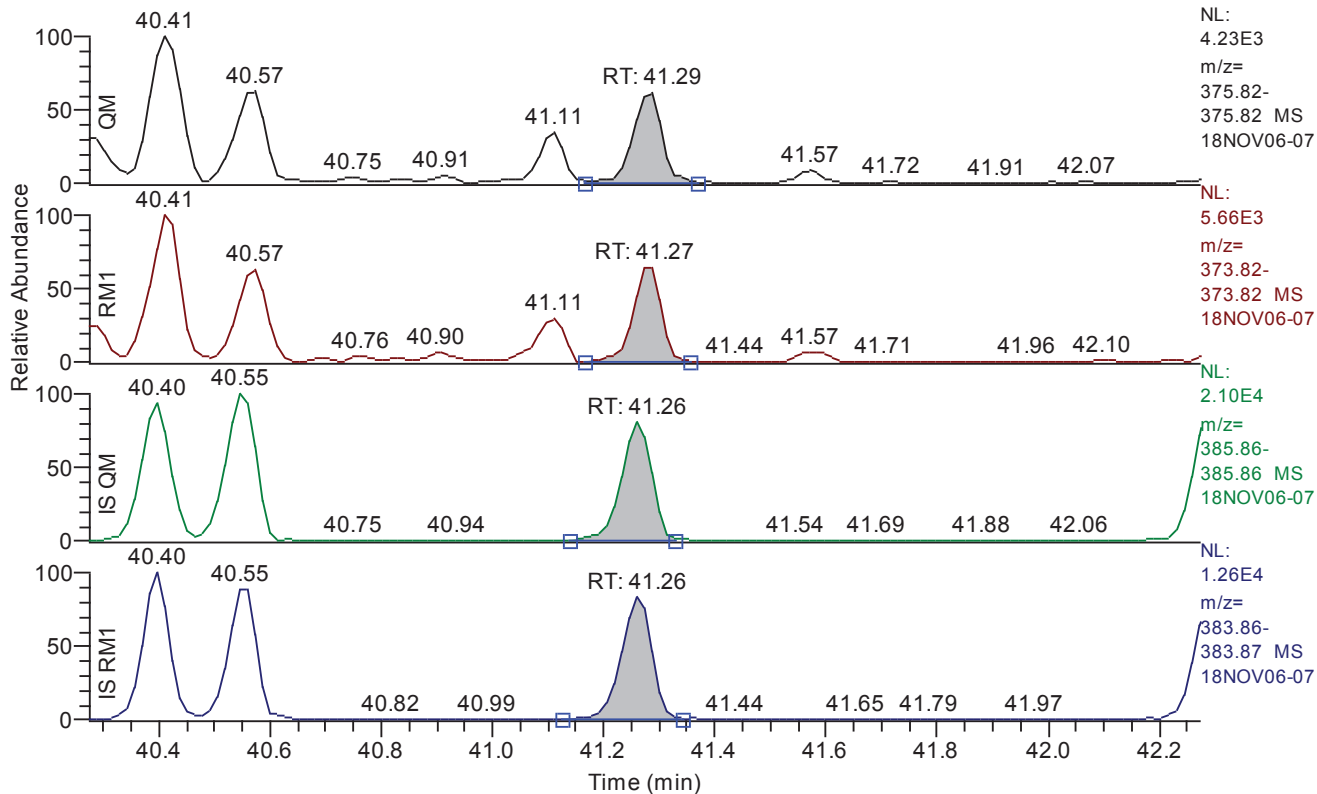 Relative Abundance
QM
100
50
0
40.41
40.57
40.75
40.91
41.11
RT: 41.29
41.57
41.72
41.91
42.07
NL:
4.23E3
m/z=
375.82-
375.82 MS
18NOV06-07
RM1
100
50
0
40.41
40.57
40.76
40.90
41.11
RT: 41.27
41.44
41.57
41.71
41.96
42.10
NL:
5.66E3
m/z=
373.82-
373.82 MS
18NOV06-07
IS QM
100
50
0
40.40
40.55
40.75
40.94
RT: 41.26
41.54
41.69
41.88
42.06
NL:
2.10E4
m/z=
385.86-
385.86 MS
18NOV06-07
IS RM1
100
50
0
40.40
40.55
40.82
40.99
RT: 41.26
41.44
41.65
41.79
41.97
NL:
1.26E4
m/z=
383.86-
383.87 MS
18NOV06-07
40.4 40.6 40.8 41.0 41.2 41.4 41.6 41.8 42.0 42.2
Time (min)